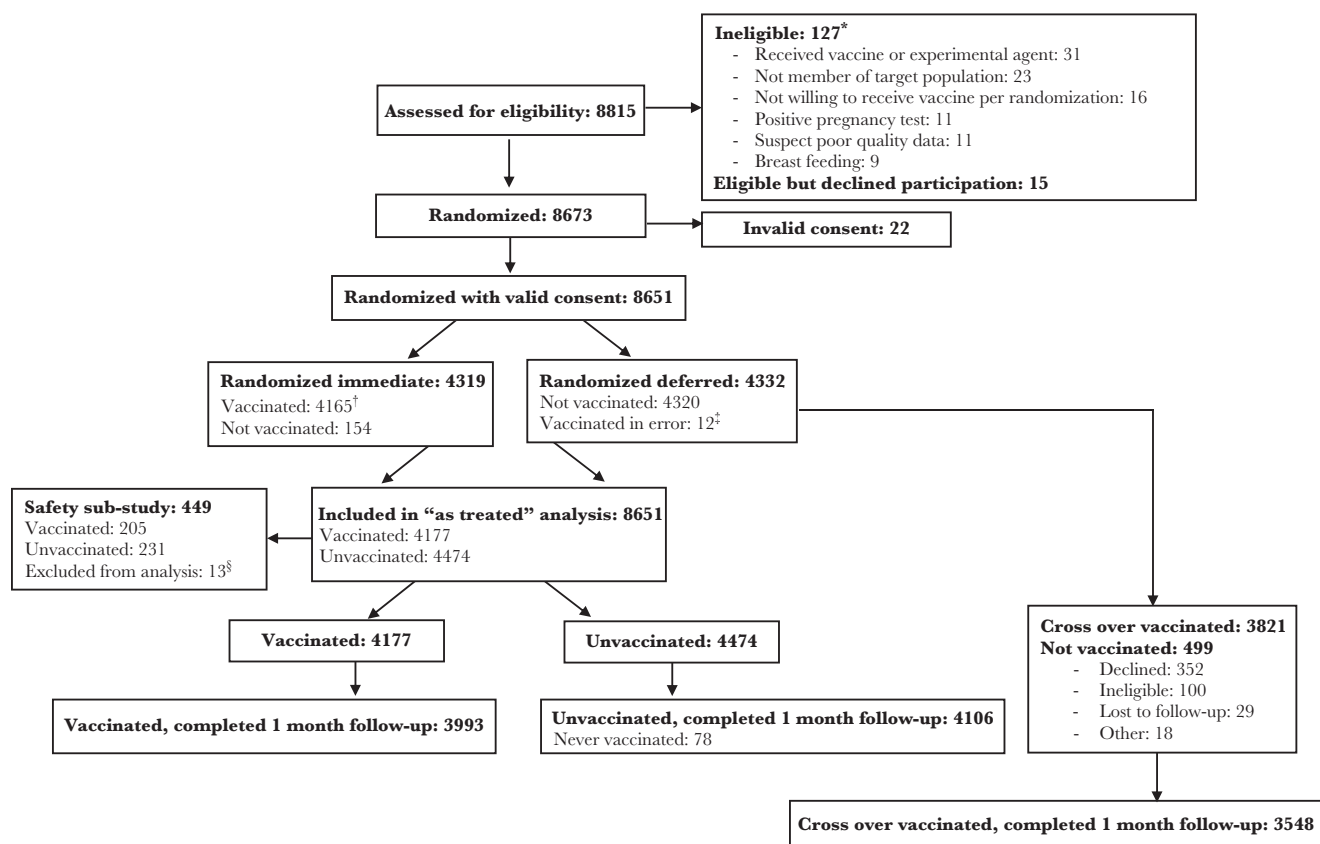 Assessed for eligibility: 8815
Ineligible: 127*
- Received vaccine or experimental agent: 31
- Not member of target population: 23
- Not willing to receive vaccine per randomization: 16
- Positive pregnancy test: 11
- Suspect poor quality data: 11
- Breast feeding: 9
Eligible but declined participation: 15
Randomized: 8673
Invalid consent: 22
Randomized with valid consent: 8651
Randomized immediate: 4319
Vaccinated: 4165†
Not vaccinated: 154
Randomized deferred: 4332
Not vaccinated: 4320
Vaccinated in error: 12‡
Safety sub-study: 449
Vaccinated: 205
Unvaccinated: 231
Excluded from analysis: 13§
Included in “as treated” analysis: 8651
Vaccinated: 4177
Unvaccinated: 4474
Vaccinated: 4177
Unvaccinated: 4474
Cross over vaccinated: 3821
Not vaccinated: 499
- Declined: 352
- Ineligible: 100
- Lost to follow-up: 29
- Other: 18
Vaccinated, completed 1 month follow-up: 3993
Unvaccinated, completed 1 month follow-up: 4106
Never vaccinated: 78
Cross over vaccinated, completed 1 month follow-up: 3548